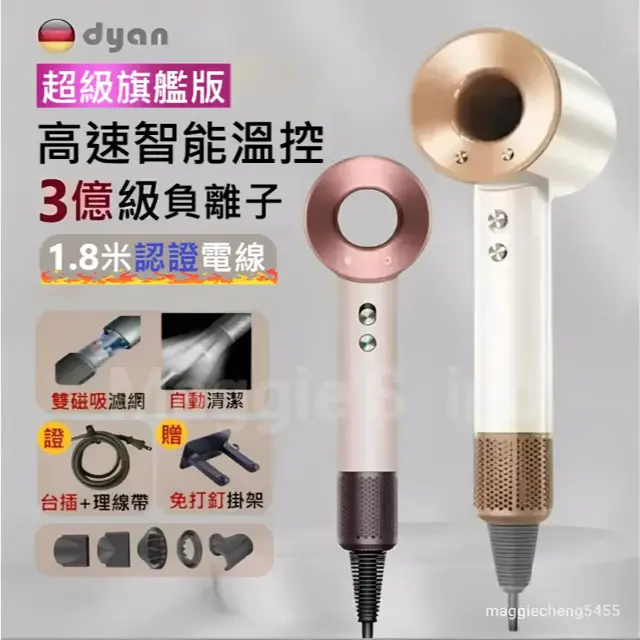 dyan
超級旗艦版
高速智能溫控
3億級負離子
1.8米認證電線
雙磁吸濾網
自動清潔
證
台插+理線帶
贈
免打釘掛架
maggiecheng5455